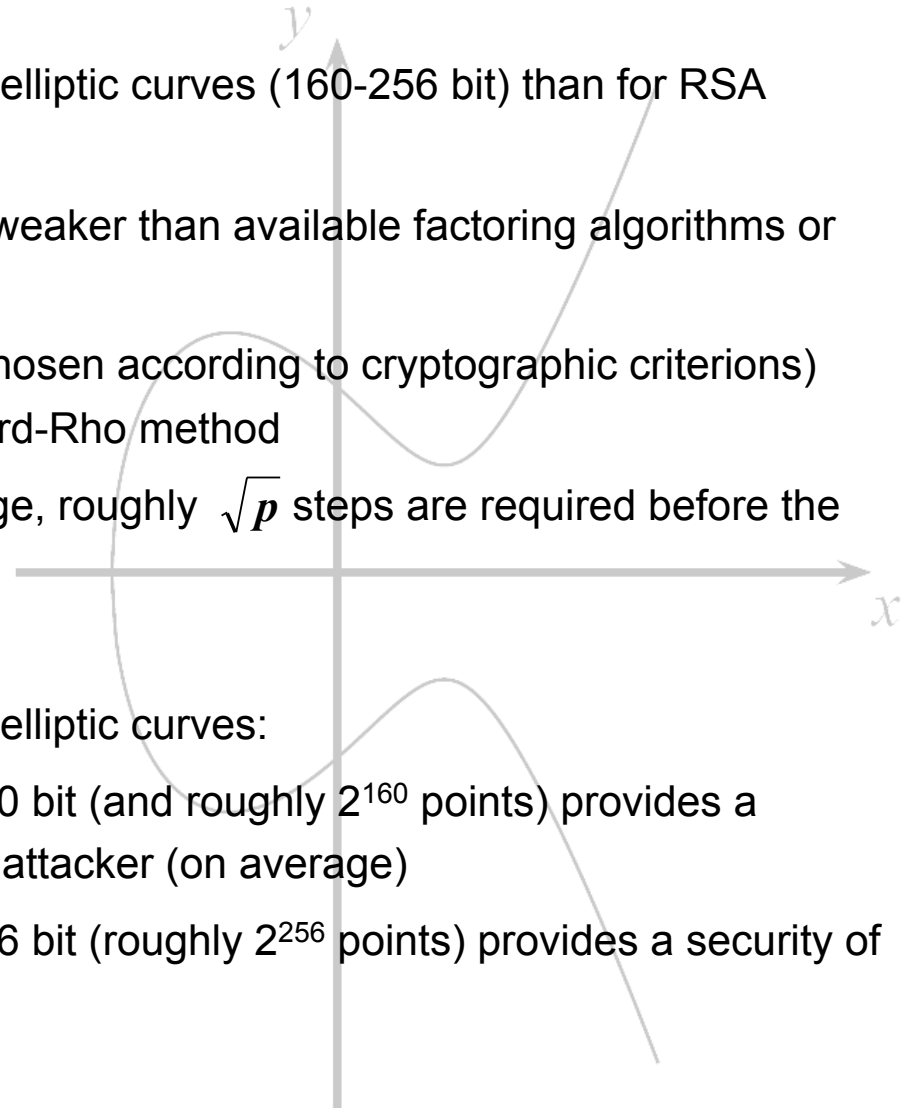 y
elliptic curves (160-256 bit) than for RSA
weaker than available factoring algorithms or
hosen according to cryptographic criterions)
rd-Rho method
ge, roughly √p steps are required before the
x
elliptic curves:
0 bit (and roughly 2¹⁶⁰ points) provides a
attacker (on average)
6 bit (roughly 2²⁵⁶ points) provides a security of